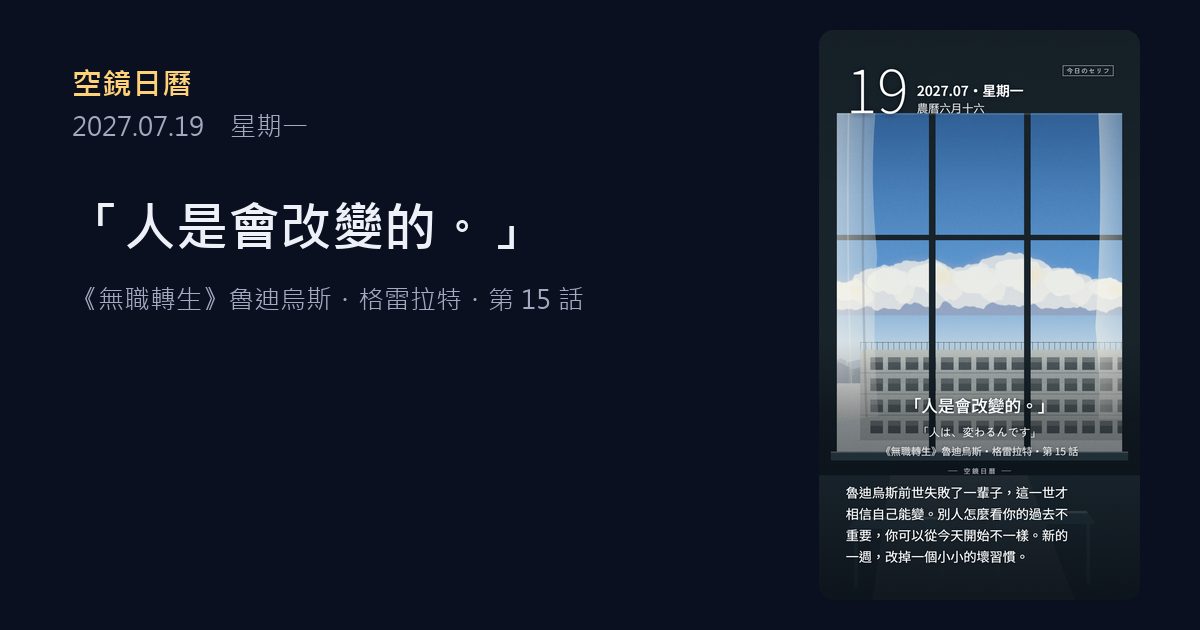 空鏡日曆
2027.07.19 星期一
「人是會改變的。」
《無職轉生》魯迪烏斯・格雷拉特・第 15 話
今日のセリフ
19
2027.07・星期一
農曆六月十六
「人是會改變的。」
「人は、変わるんです」
《無職轉生》魯迪烏斯・格雷拉特・第 15 話
— 空鏡日曆 —
魯迪烏斯前世失敗了一輩子，這一世才
相信自己能變。別人怎麼看你的過去不
重要，你可以從今天開始不一樣。新的
一週，改掉一個小小的壞習慣。